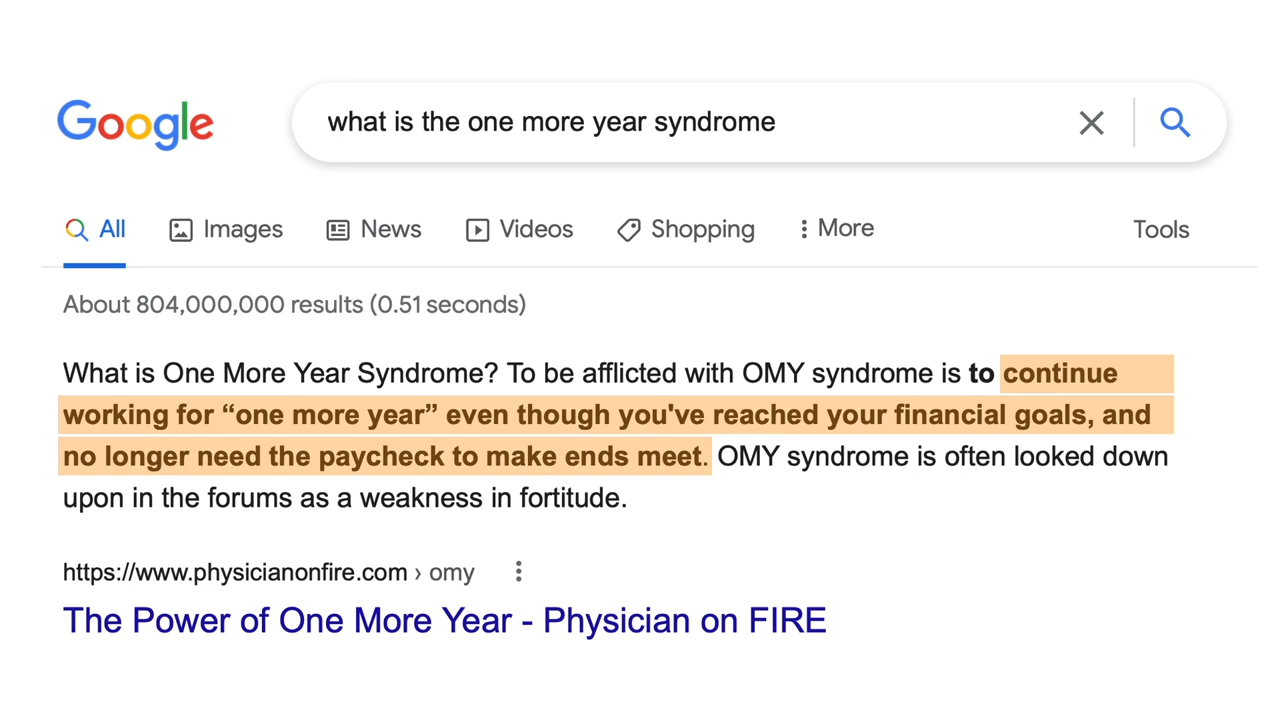 Google
what is the one more year syndrome
All Images News Videos Shopping More Tools
About 804,000,000 results (0.51 seconds)
What is One More Year Syndrome? To be afflicted with OMY syndrome is to continue
working for “one more year” even though you've reached your financial goals, and
no longer need the paycheck to make ends meet. OMY syndrome is often looked down
upon in the forums as a weakness in fortitude.
https://www.physicianonfire.com › omy
The Power of One More Year - Physician on FIRE